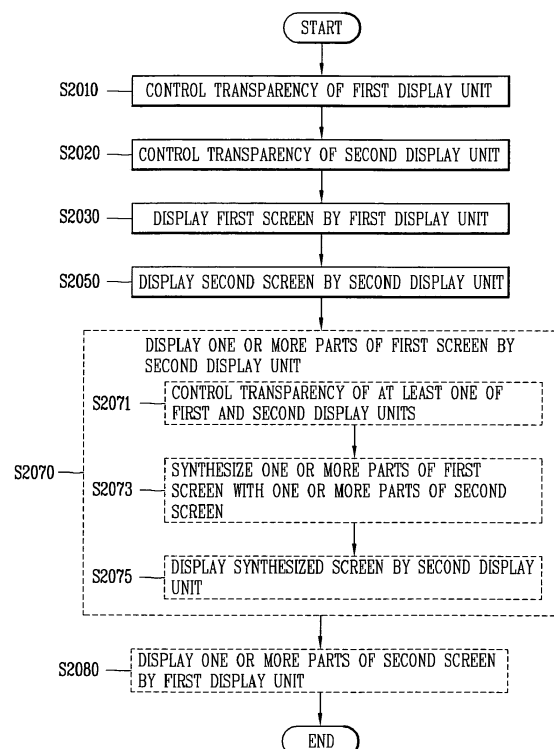 START
S2010
CONTROL TRANSPARENCY OF FIRST DISPLAY UNIT
S2020
CONTROL TRANSPARENCY OF SECOND DISPLAY UNIT
S2030
DISPLAY FIRST SCREEN BY FIRST DISPLAY UNIT
S2050
DISPLAY SECOND SCREEN BY SECOND DISPLAY UNIT
S2070
DISPLAY ONE OR MORE PARTS OF FIRST SCREEN BY
SECOND DISPLAY UNIT
S2071
CONTROL TRANSPARENCY OF AT LEAST ONE OF
FIRST AND SECOND DISPLAY UNITS
S2073
SYNTHESIZE ONE OR MORE PARTS OF FIRST
SCREEN WITH ONE OR MORE PARTS OF SECOND
SCREEN
S2075
DISPLAY SYNTHESIZED SCREEN BY SECOND DISPLAY
UNIT
S2080
DISPLAY ONE OR MORE PARTS OF SECOND SCREEN
BY FIRST DISPLAY UNIT
END